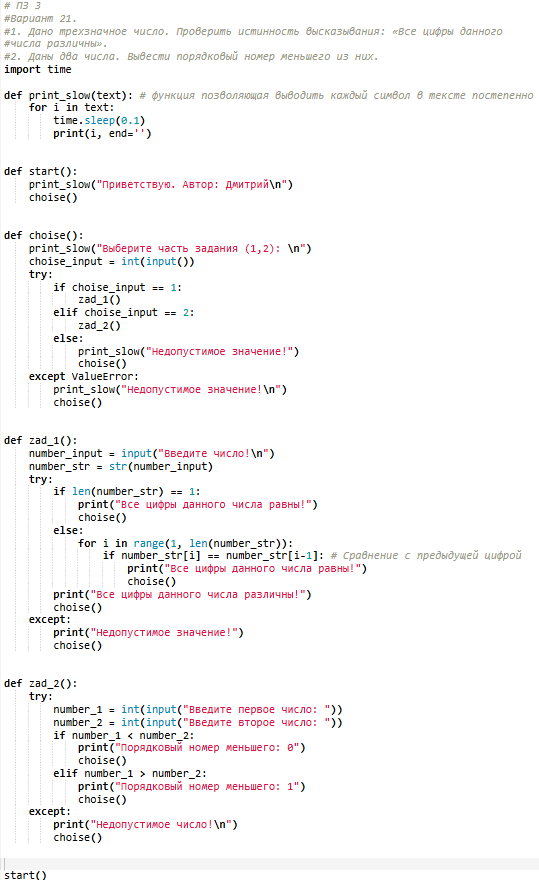 # ПЗ 3
#Вариант 21.
#1. Дано трехзначное число. Проверить истинность высказывания: «Все цифры данного
#числа различны».
#2. Даны два числа. Вывести порядковый номер меньшего из них.
import time
def print_slow(text): # функция позволяющая выводить каждый символ в тексте постепенно
for i in text:
time.sleep(0.1)
print(i, end='')
def start():
print_slow("Приветствую. Автор: Дмитрий\n")
choise()
def choise():
print_slow("Выберите часть задания (1,2): \n")
choise_input = int(input())
try:
if choise_input == 1:
zad_1()
elif choise_input == 2:
zad_2()
else:
print_slow("Недопустимое значение!")
choise()
except ValueError:
print_slow("Недопустимое значение!\n")
choise()
def zad_1():
number_input = input("Введите число!\n")
number_str = str(number_input)
try:
if len(number_str) == 1:
print("Все цифры данного числа равны!")
choise()
else:
for i in range(1, len(number_str)):
if number_str[i] == number_str[i-1]: # Сравнение с предыдущей цифрой
print("Все цифры данного числа равны!")
choise()
print("Все цифры данного числа различны!")
choise()
except:
print("Недопустимое значение!")
choise()
def zad_2():
try:
number_1 = int(input("Введите первое число: "))
number_2 = int(input("Введите второе число: "))
if number_1 < number_2:
print("Порядковый номер меньшего: 0")
choise()
elif number_1 > number_2:
print("Порядковый номер меньшего: 1")
choise()
except:
print("Недопустимое число!\n")
choise()
start()